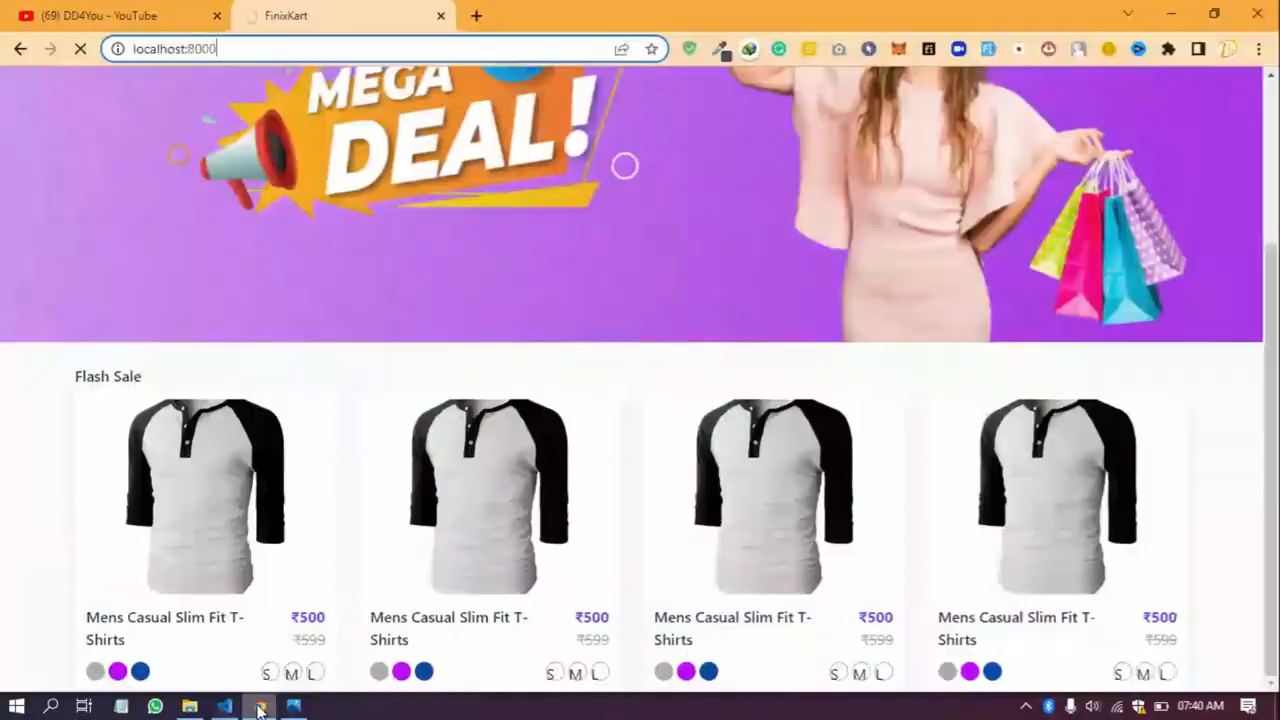 (69) DD4You - YouTube
FinixKart
localhost:8000
MEGA
DEAL!
Flash Sale
Mens Casual Slim Fit T-
Shirts
₹500
₹599
S M L
Mens Casual Slim Fit T-
Shirts
₹500
₹599
S M L
Mens Casual Slim Fit T-
Shirts
₹500
₹599
S M L
Mens Casual Slim Fit T-
Shirts
₹500
₹599
S M L
07:40 AM